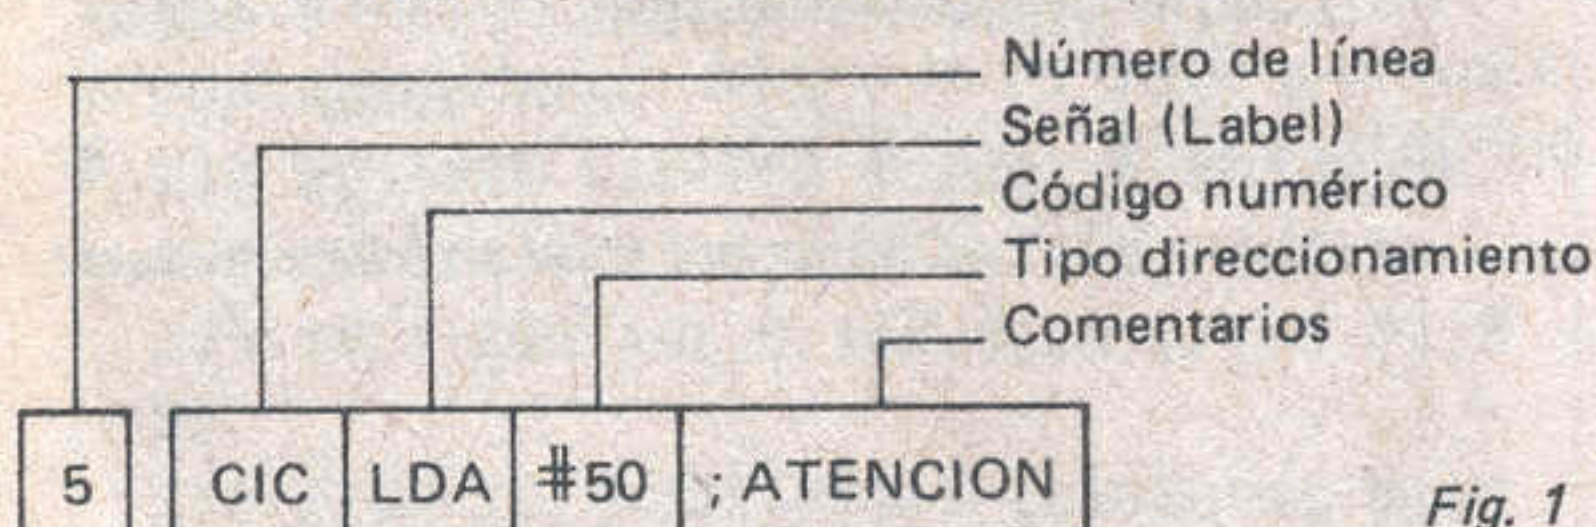 Número de línea
Señal (Label)
Código numérico
Tipo direccionamiento
Comentarios
5 CIC LDA #50 ; ATENCION
Fig. 1